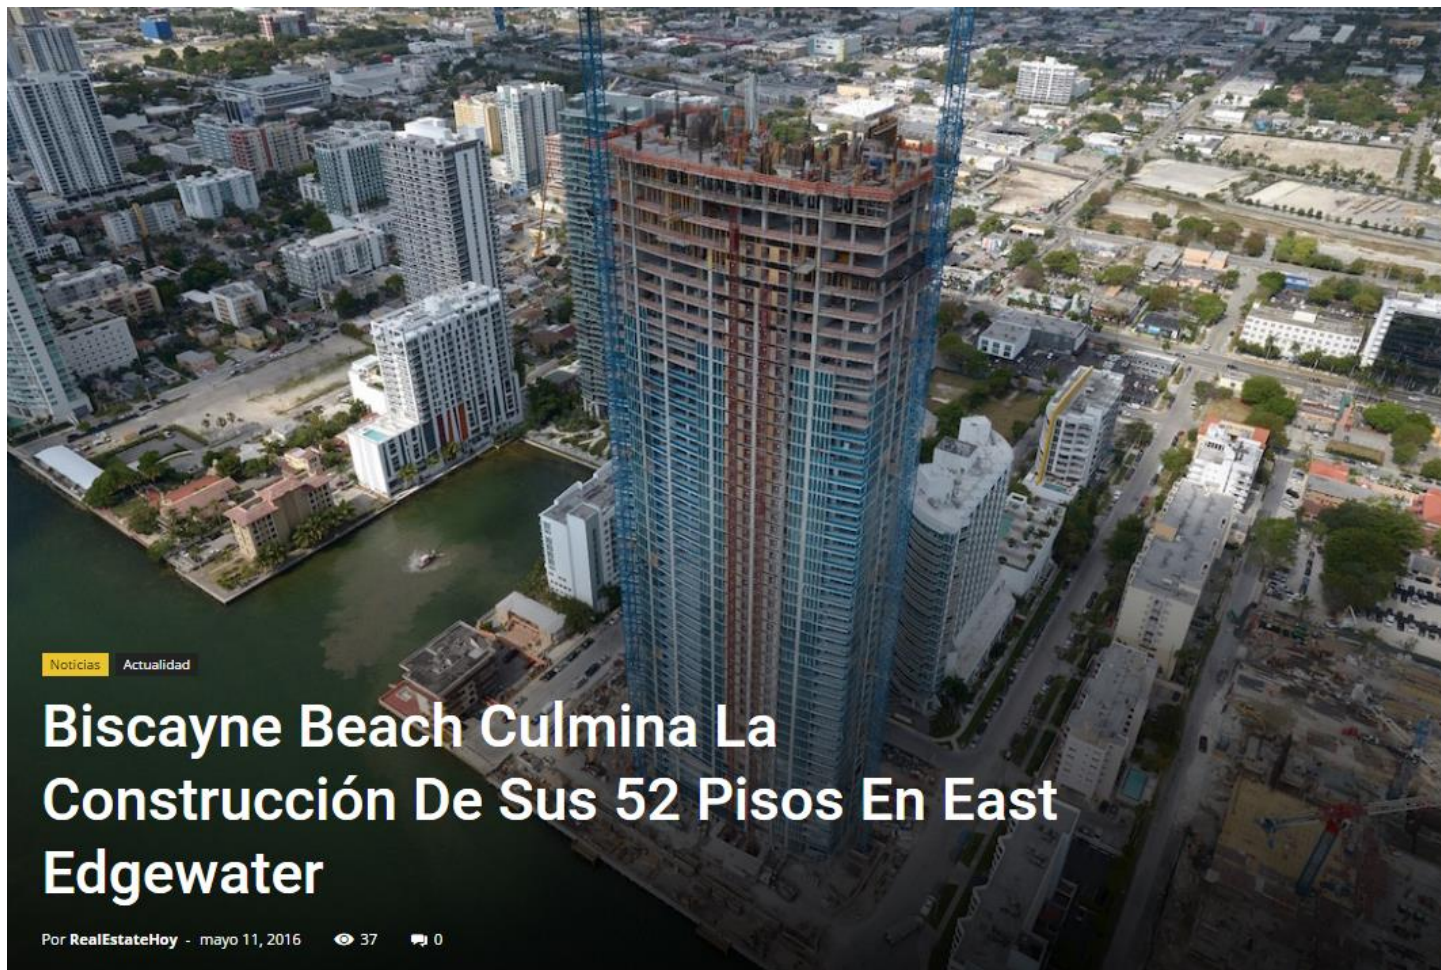 Noticias Actualidad
Biscayne Beach Culmina La
Construcción De Sus 52 Pisos En East
Edgewater
Por RealEstateHoy - mayo 11, 2016 37 0